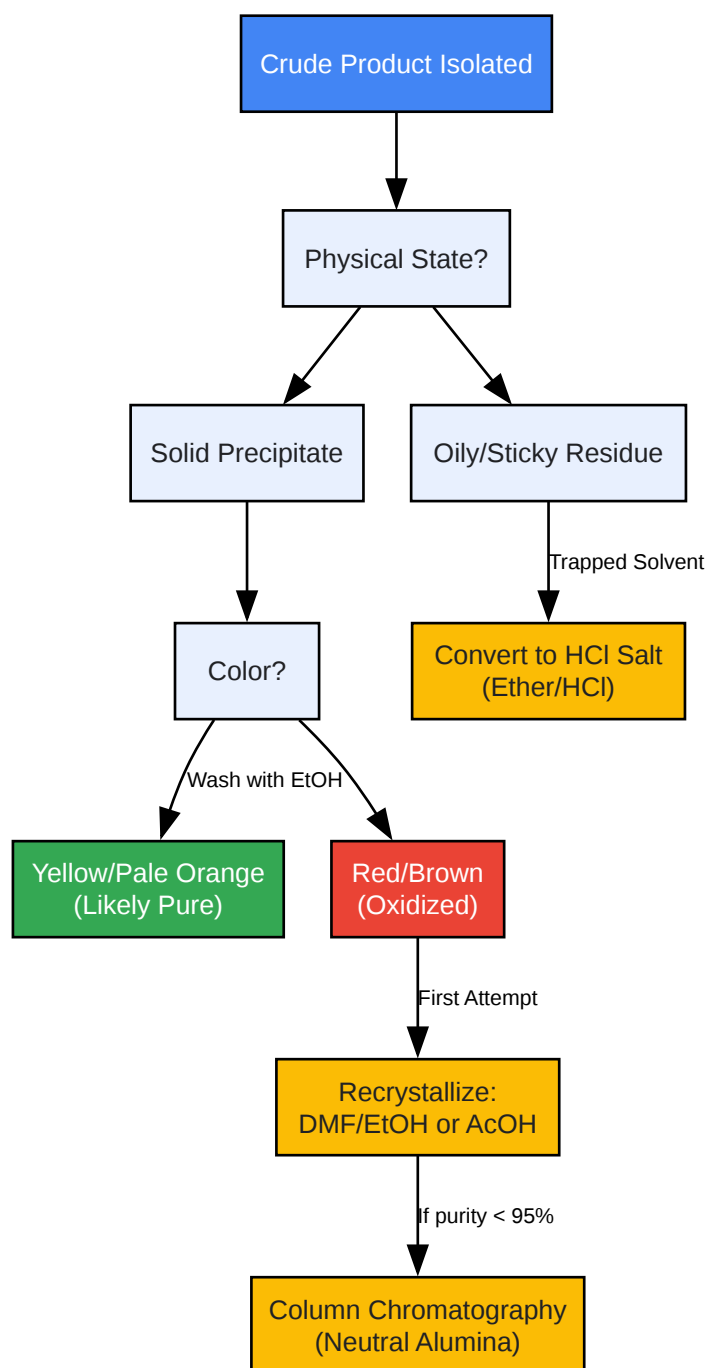 Crude Product Isolated
Physical State?
Solid Precipitate
Oily/Sticky Residue
Trapped Solvent
Color?
Convert to HCl Salt
(Ether/HCl)
Wash with EtOH
Yellow/Pale Orange
(Likely Pure)
Red/Brown
(Oxidized)
First Attempt
Recrystallize:
DMF/EtOH or AcOH
If purity < 95%
Column Chromatography
(Neutral Alumina)